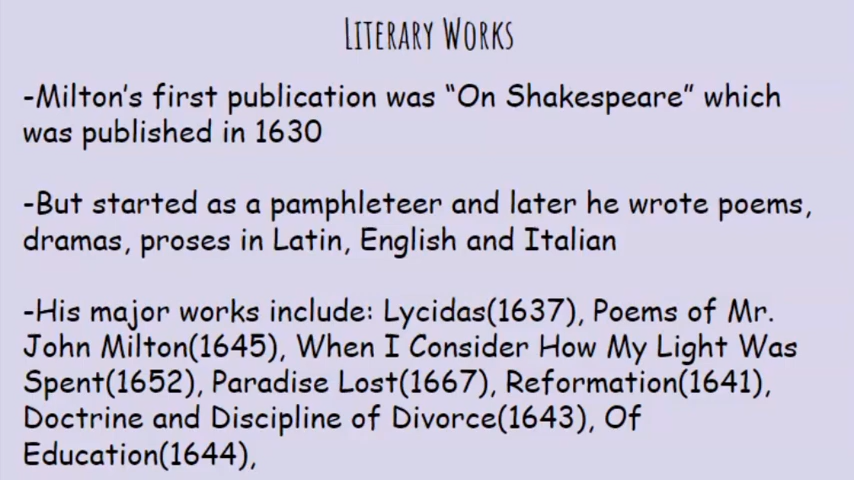 LITERARY WORKS
-Milton's first publication was “On Shakespeare” which
was published in 1630
-But started as a pamphleteer and later he wrote poems,
dramas, proses in Latin, English and Italian
-His major works include: Lycidas(1637), Poems of Mr.
John Milton(1645), When I Consider How My Light Was
Spent(1652), Paradise Lost(1667), Reformation(1641),
Doctrine and Discipline of Divorce(1643), Of
Education(1644),